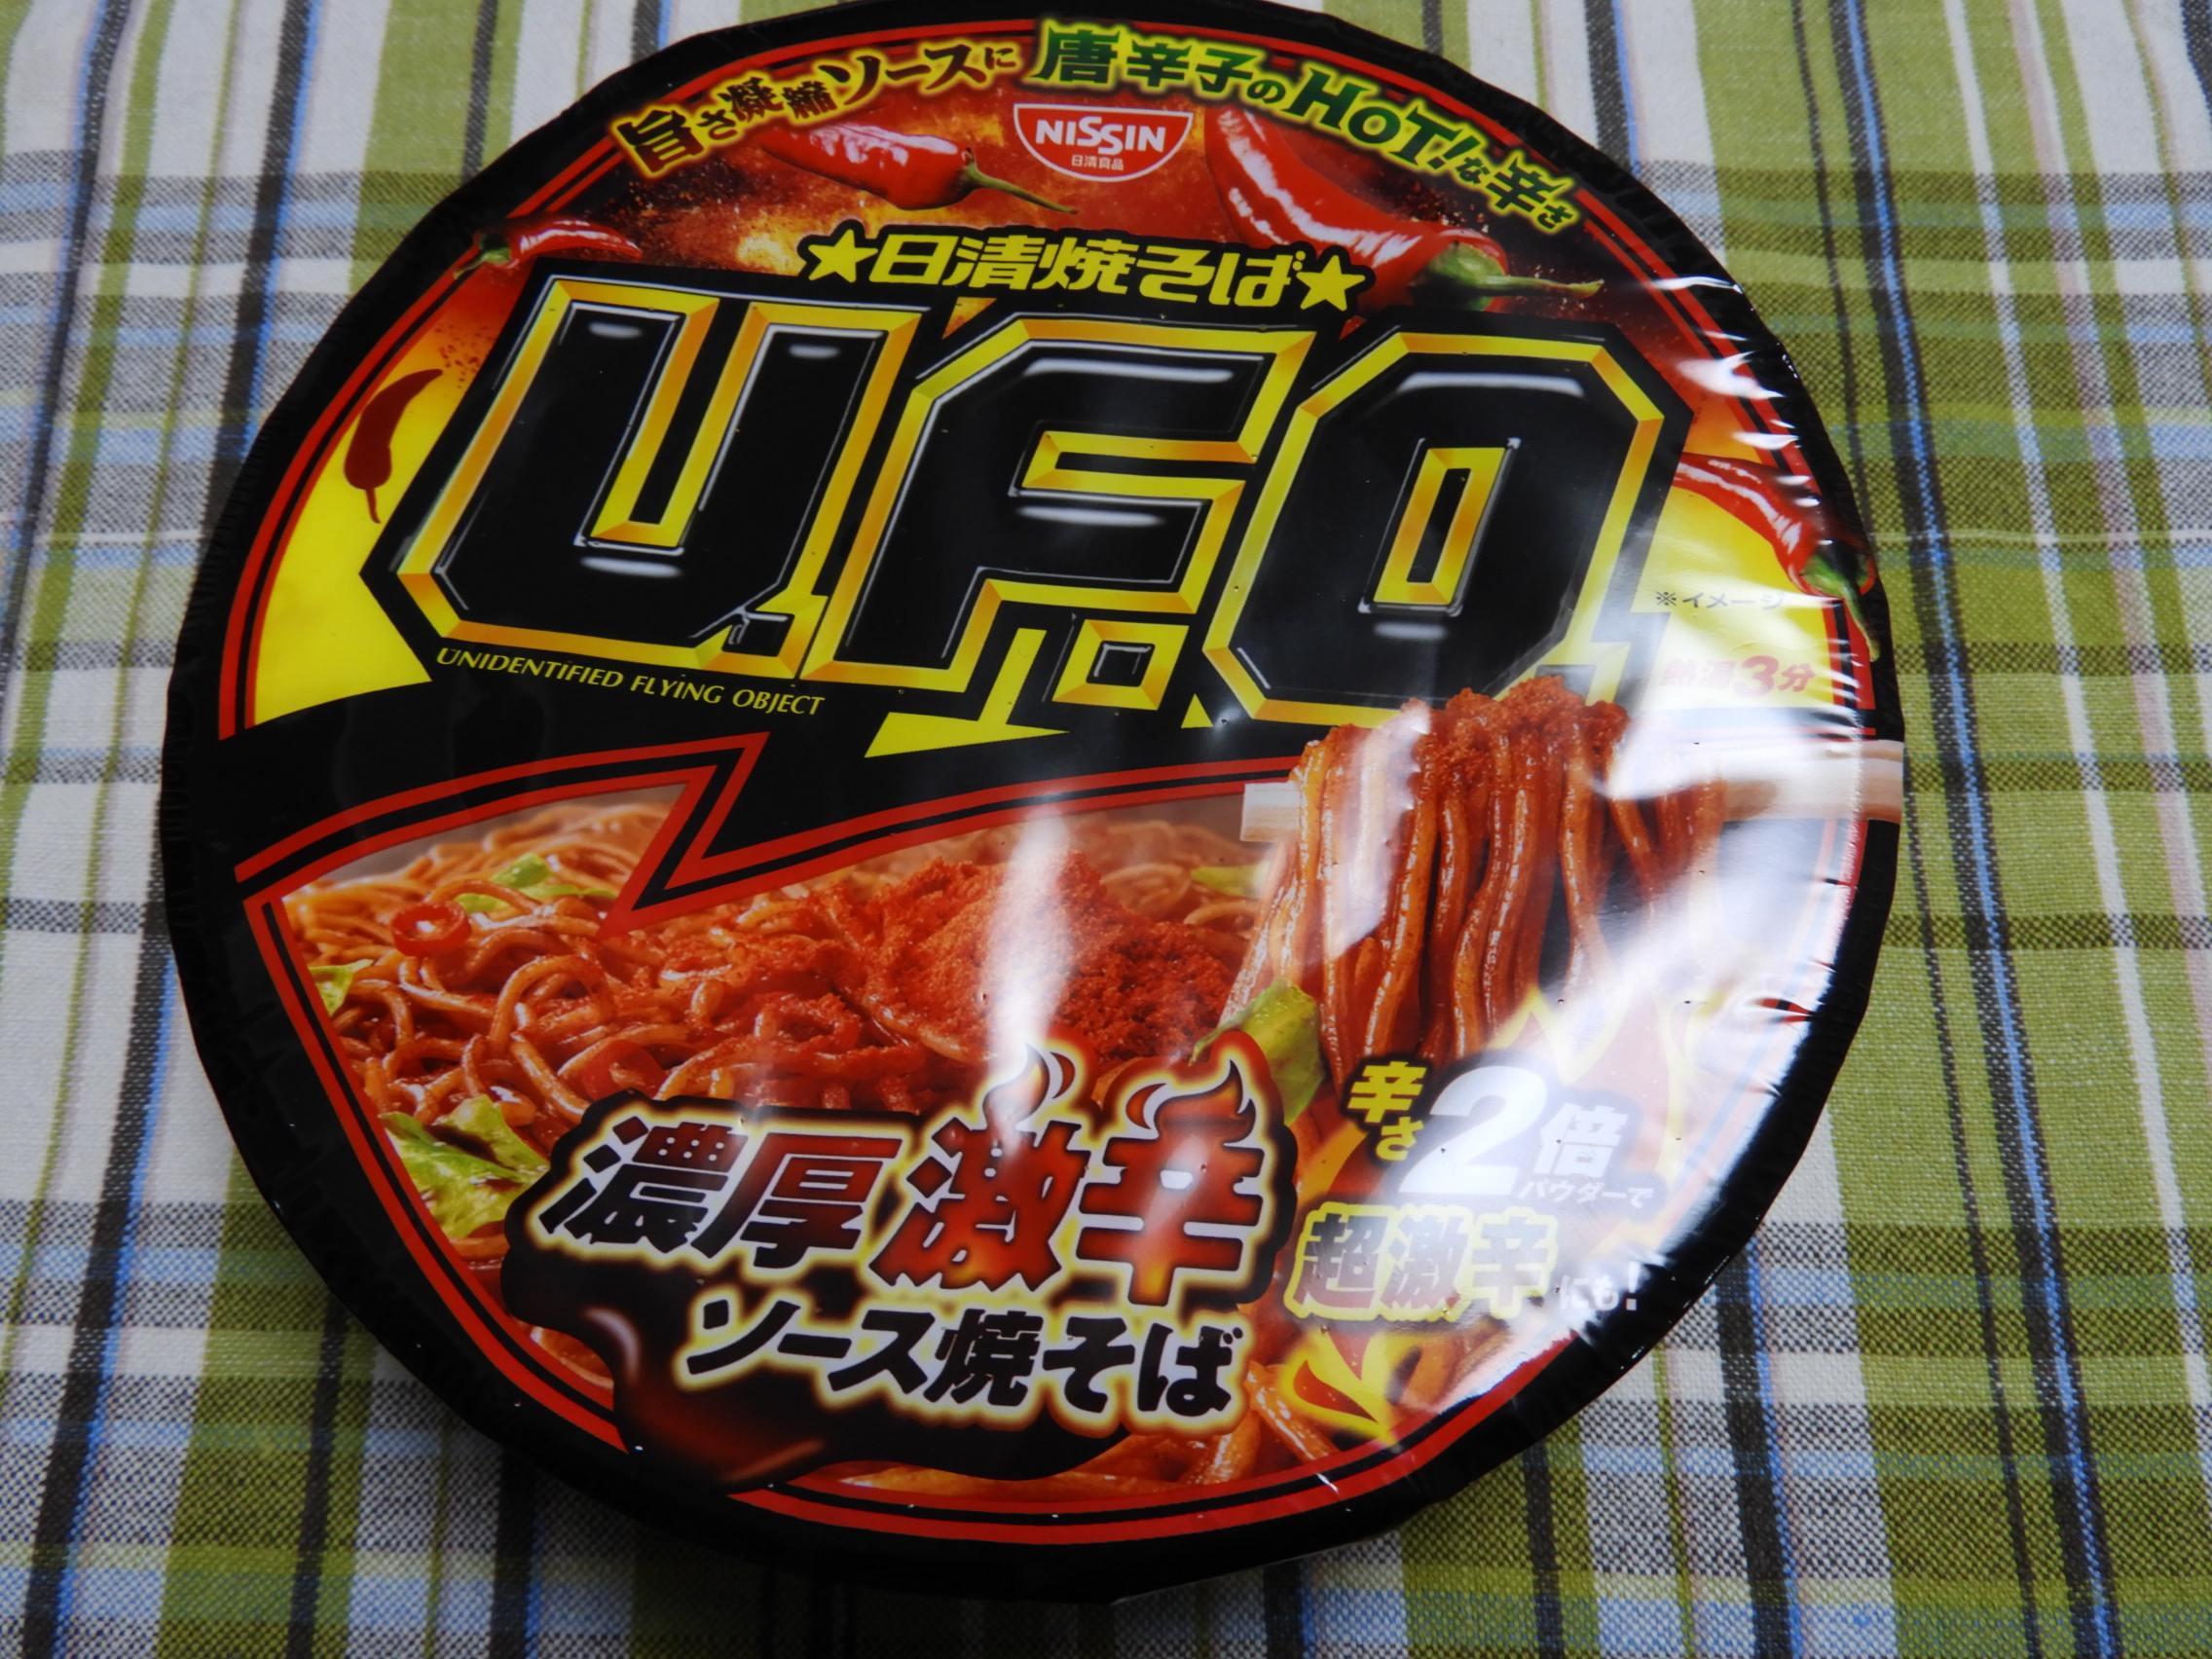 旨さ凝縮ソースに 唐辛子のHOT!な辛さ
NISSIN
日清食品
★日清焼そば★
U.F.O.
UNIDENTIFIED FLYING OBJECT
※イメージ
熱湯3分
濃厚激辛
ソース焼そば
辛さ2倍
パウダーで
超激辛にも!